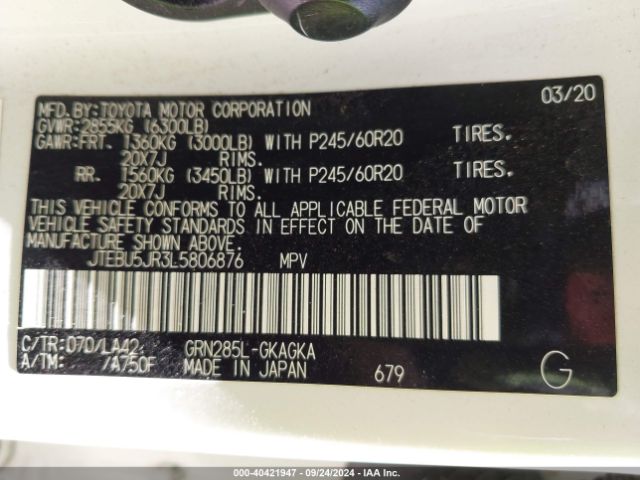 03/20
MFD.BY:TOYOTA MOTOR CORPORATION
GVWR:2855KG (6300LB)
GAWR:FRT. 1360KG (3000LB) WITH P245/60R20 TIRES.
20X7J RIMS.
RR. 1560KG (3450LB) WITH P245/60R20 TIRES.
20X7J RIMS.
THIS VEHICLE CONFORMS TO ALL APPLICABLE FEDERAL MOTOR
VEHICLE SAFETY STANDARDS IN EFFECT ON THE DATE OF
MANUFACTURE SHOWN ABOVE.
JTEBU5JR3L5806876 MPV
C/TR:070/LA42 GRN285L-GKAGKA
A/TM: /A750F MADE IN JAPAN 679 G
000-40421947 - 09/24/2024 - IAA, Inc.